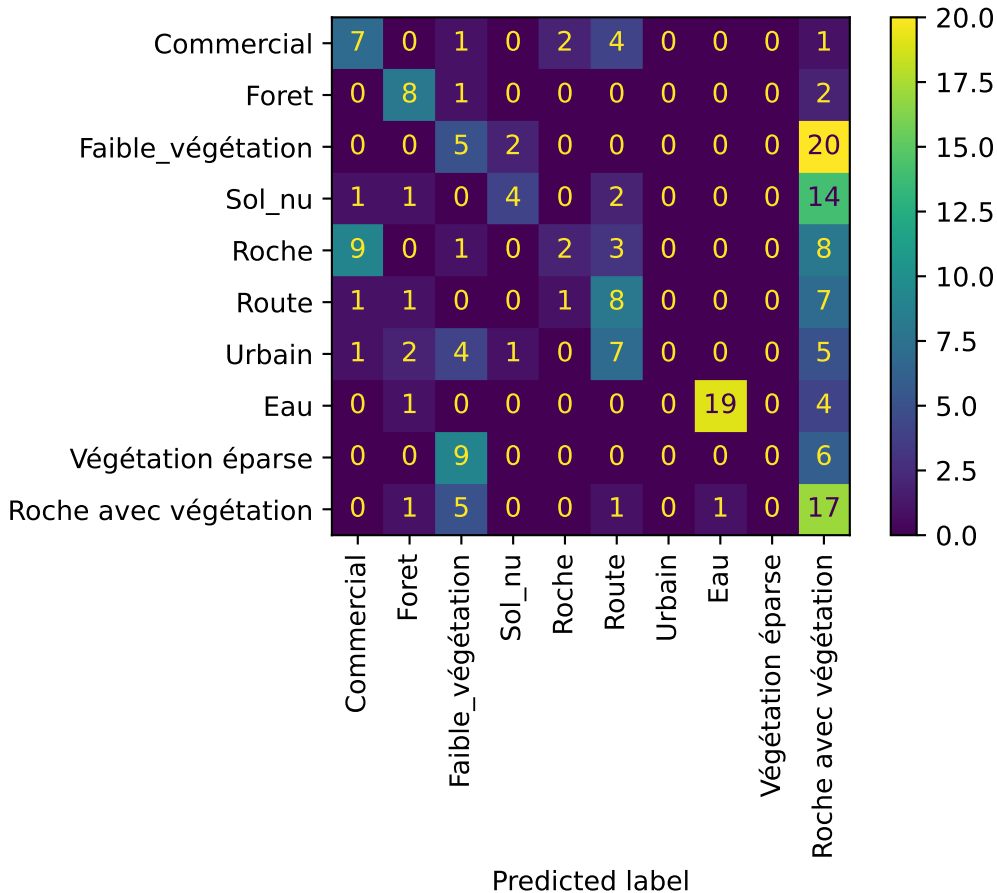 Commercial 7 0 1 0 2 4 0 0 0 1
Foret 0 8 1 0 0 0 0 0 0 2
Faible_végétation 0 0 5 2 0 0 0 0 0 20
Sol_nu 1 1 0 4 0 2 0 0 0 14
Roche 9 0 1 0 2 3 0 0 0 8
Route 1 1 0 0 1 8 0 0 0 7
Urbain 1 2 4 1 0 7 0 0 0 5
Eau 0 1 0 0 0 0 0 19 0 4
Végétation éparse 0 0 9 0 0 0 0 0 0 6
Roche avec végétation 0 1 5 0 0 1 0 1 0 17
Commercial
Foret
Faible_végétation
Sol_nu
Roche
Route
Urbain
Eau
Végétation éparse
Roche avec végétation
Predicted label
20.0
17.5
15.0
12.5
10.0
7.5
5.0
2.5
0.0